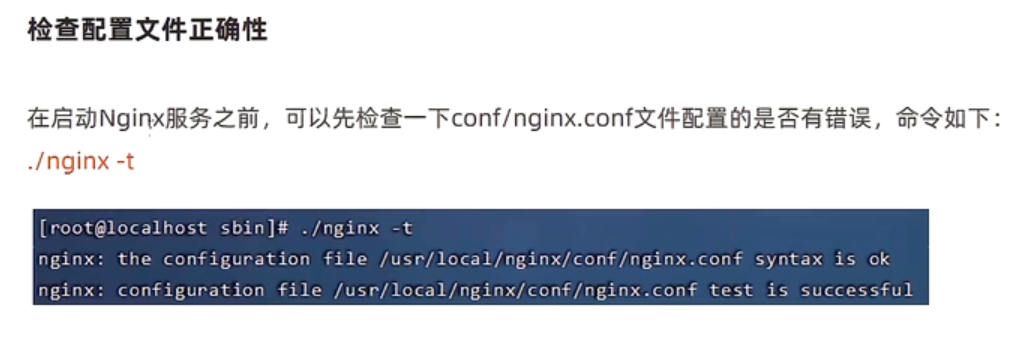 检查配置文件正确性
在启动Nginx服务之前，可以先检查一下conf/nginx.conf文件配置的是否有错误，命令如下：
./nginx -t
[root@localhost sbin]# ./nginx -t
nginx: the configuration file /usr/local/nginx/conf/nginx.conf syntax is ok
nginx: configuration file /usr/local/nginx/conf/nginx.conf test is successful